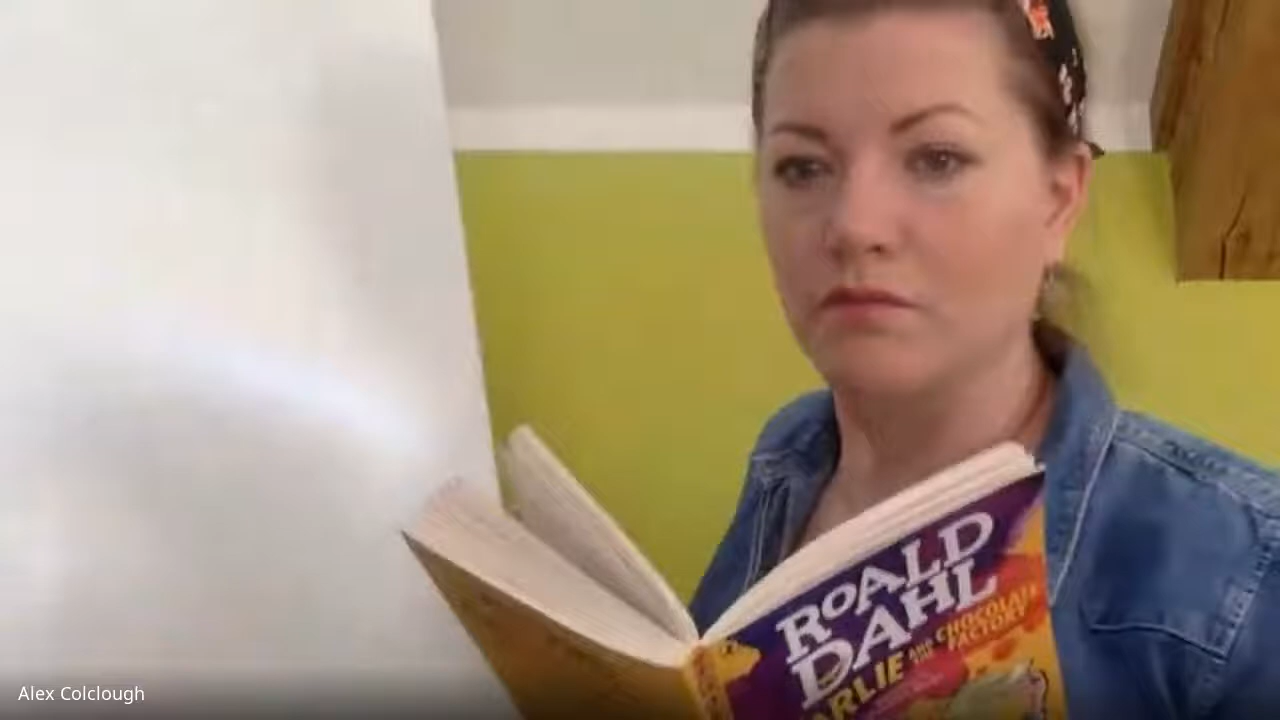 ROALD
DAHL
ARLIE AND THE CHOCOLATE
FACTORY
Alex Colclough